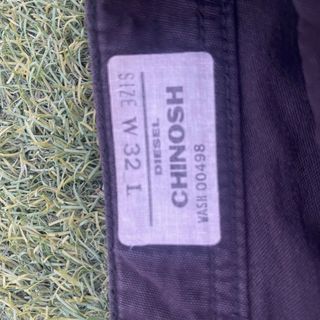 DIESEL
CHINOSH
WASH 00498
SIZE W 32 L